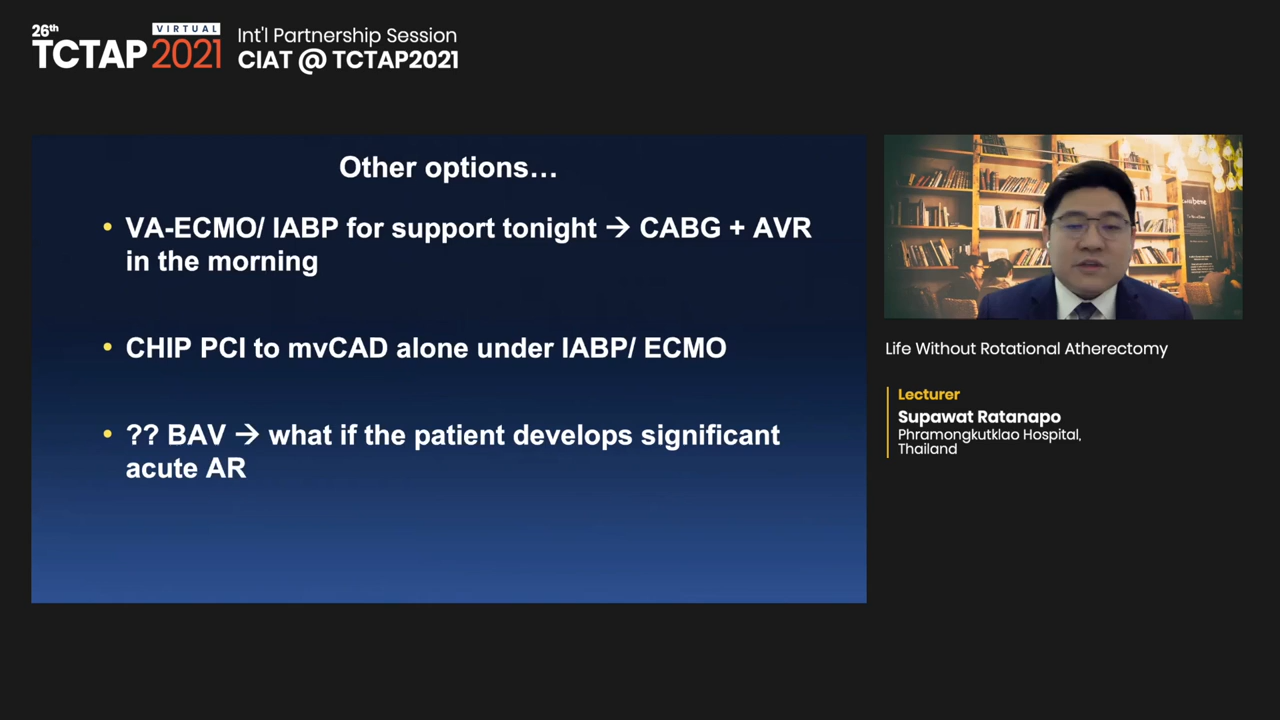 26th
VIRTUAL
TCTAP 2021
Int'l Partnership Session
CIAT @ TCTAP2021
Other options…
• VA-ECMO/ IABP for support tonight → CABG + AVR
in the morning
• CHIP PCI to mvCAD alone under IABP/ ECMO
• ?? BAV → what if the patient develops significant
acute AR
Life Without Rotational Atherectomy
Lecturer
Supawat Ratanapo
Phramongkutklao Hospital,
Thailand